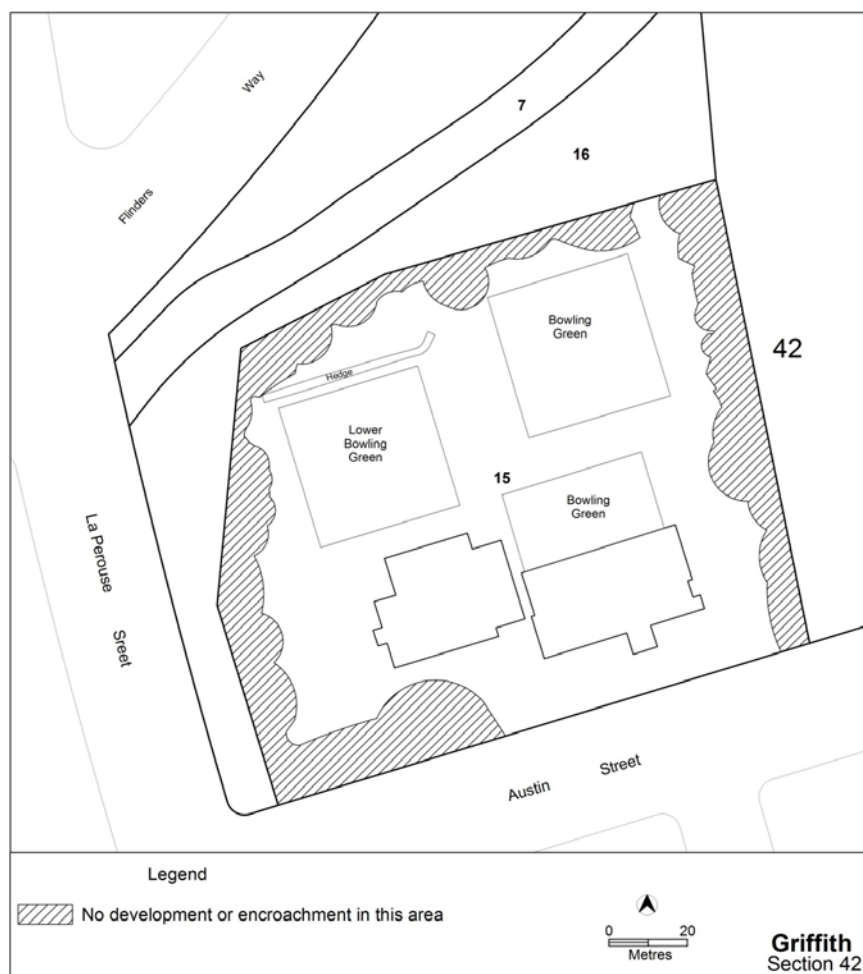 Way
Flinders
7
16
Bowling
Green
42
Hedge
Lower
Bowling
Green
15
Bowling
Green
La Perouse
Sreet
Austin Street
Legend
No development or encroachment in this area
0 20
Metres
Griffith
Section 42